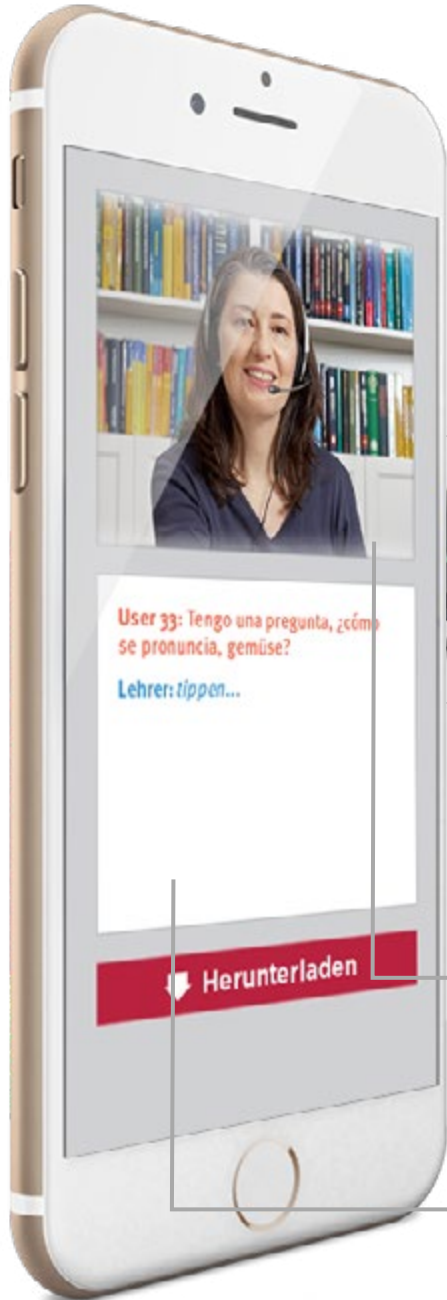 User 33: Tengo una pregunta, ¿cómo
se pronuncia, gemüse?
Lehrer: tippen...
Herunterladen